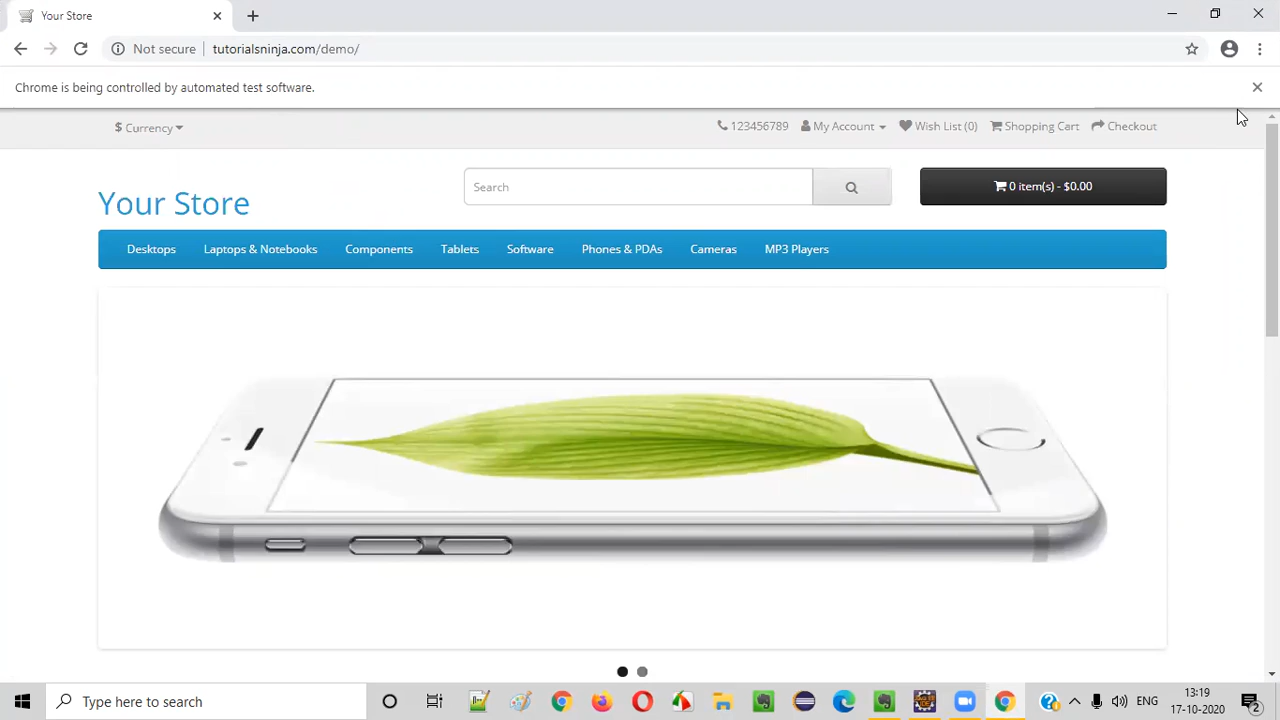 Your Store
Not secure tutorialsninja.com/demo/
Chrome is being controlled by automated test software.
$ Currency
123456789 My Account Wish List (0) Shopping Cart Checkout
Search
0 item(s) - $0.00
Your Store
Desktops Laptops & Notebooks Components Tablets Software Phones & PDAs Cameras MP3 Players
Type here to search
ENG
13:19
17-10-2020
2